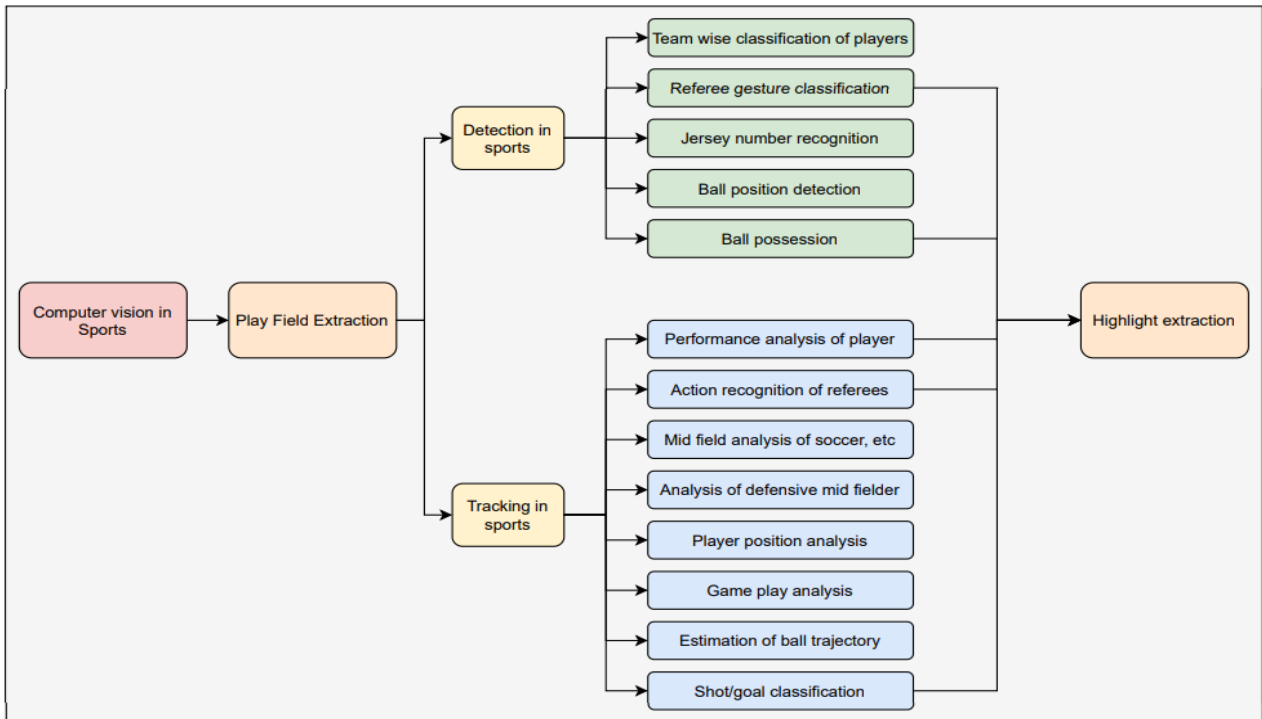 Computer vision in
Sports
Play Field Extraction
Detection in
sports
Team wise classification of players
Referee gesture classification
Jersey number recognition
Ball position detection
Ball possession
Tracking in
sports
Performance analysis of player
Action recognition of referees
Mid field analysis of soccer, etc
Analysis of defensive mid fielder
Player position analysis
Game play analysis
Estimation of ball trajectory
Shot/goal classification
Highlight extraction